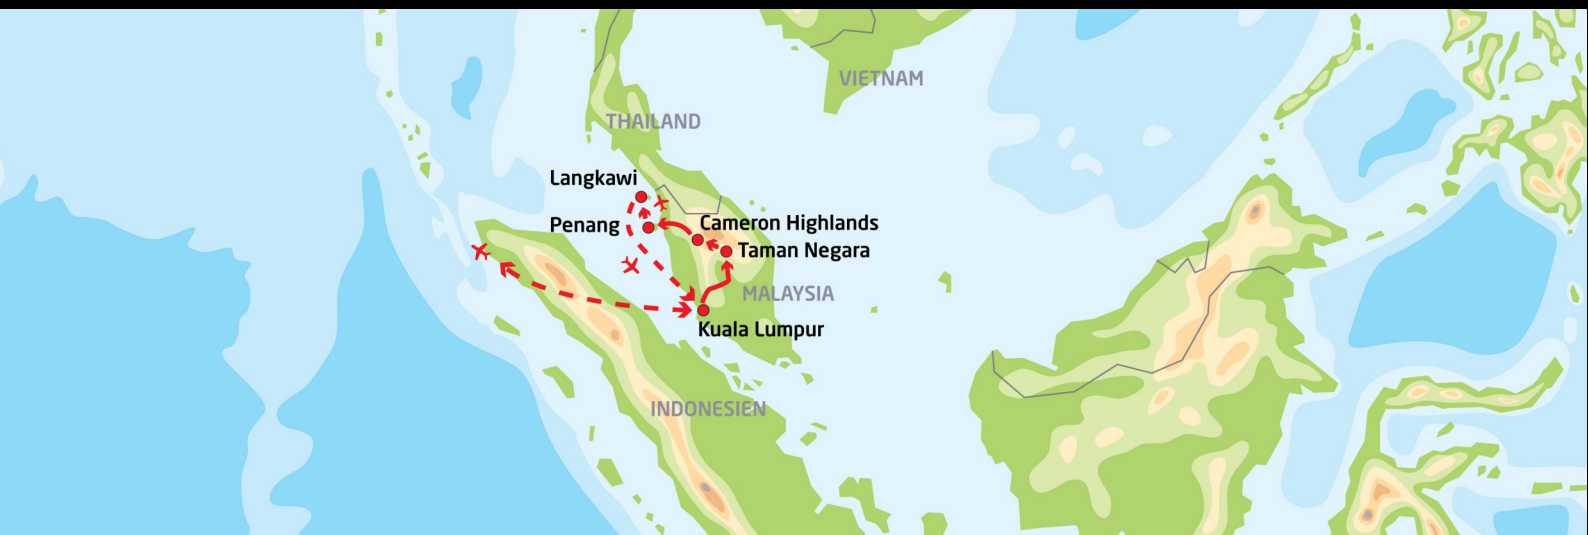 VIETNAM
THAILAND
Langkawi
Penang
Cameron Highlands
Taman Negara
MALAYSIA
Kuala Lumpur
INDONESIEN